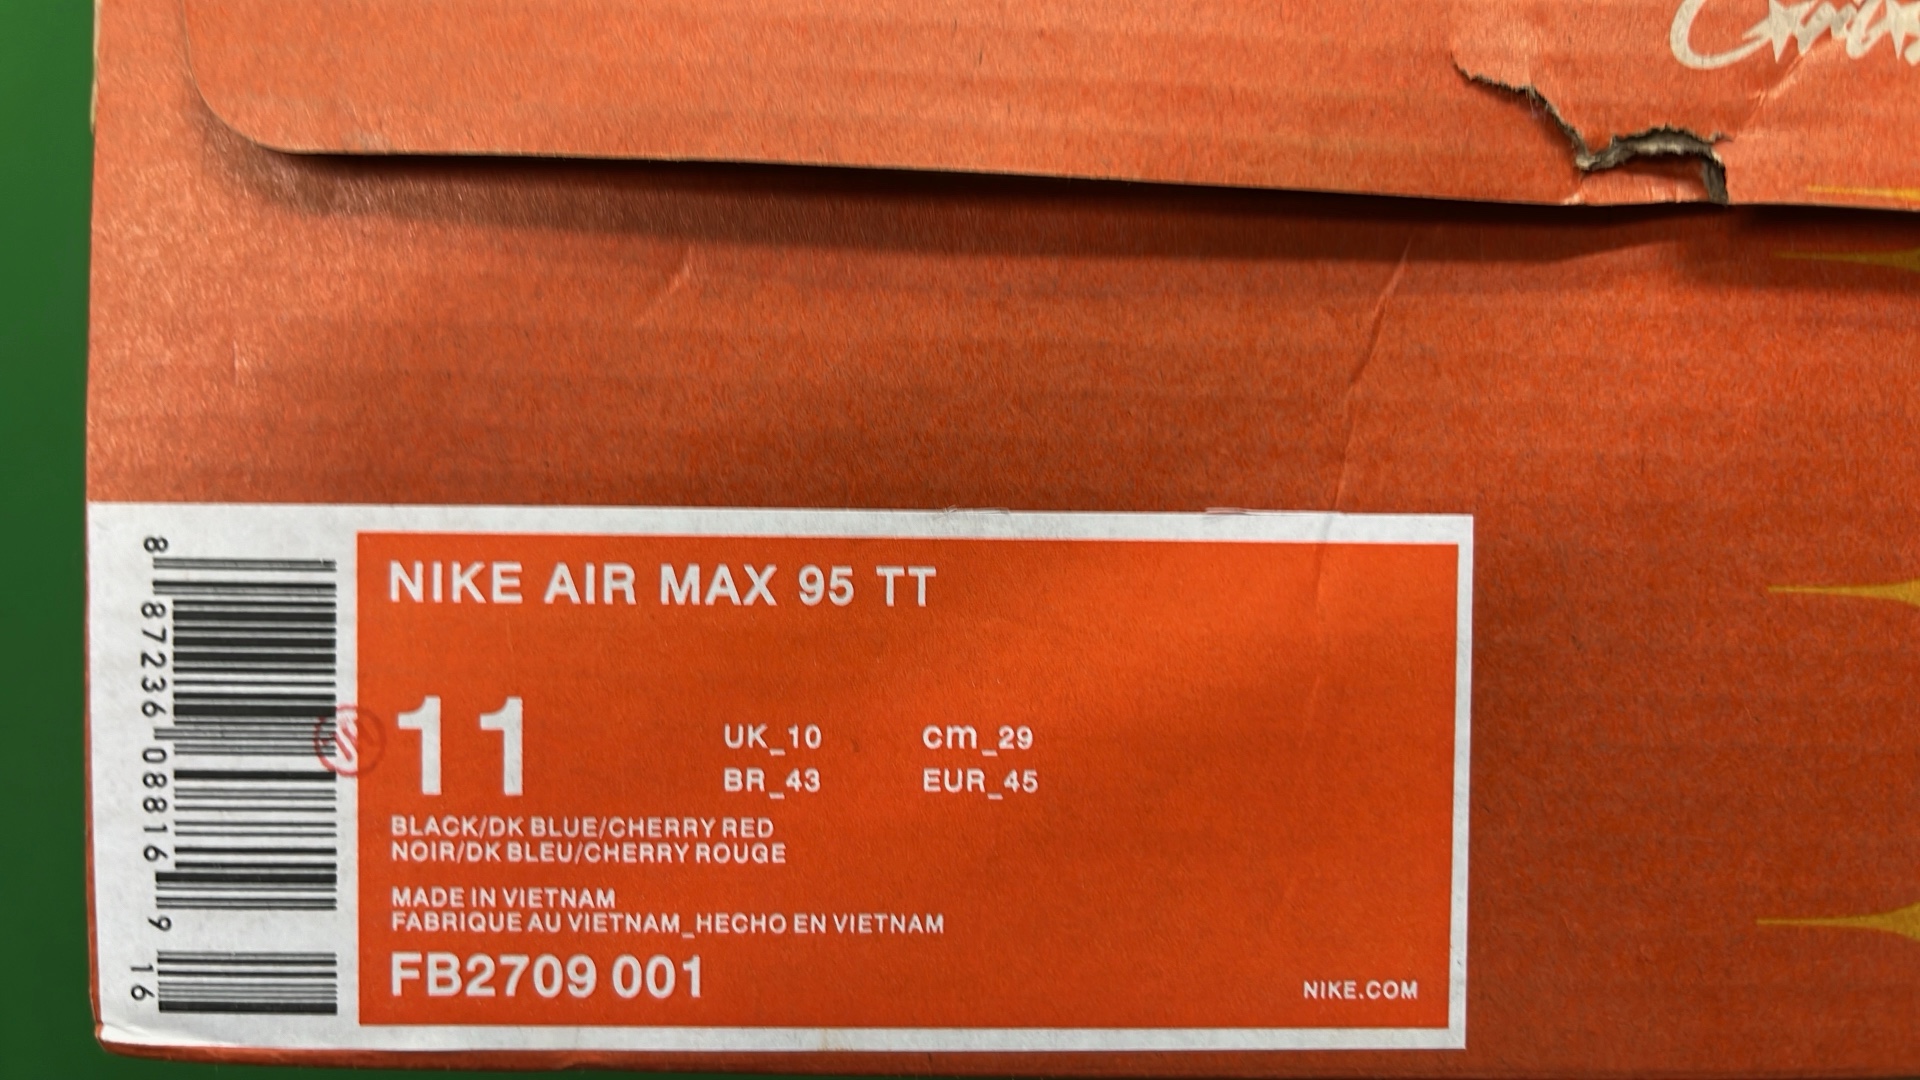 NIKE AIR MAX 95 TT
11
UK_10 cm_29
BR_43 EUR_45
BLACK/DK BLUE/CHERRY RED
NOIR/DK BLEU/CHERRY ROUGE
MADE IN VIETNAM
FABRIQUE AU VIETNAM_HECHO EN VIETNAM
FB2709 001
NIKE.COM
8 87236 08816 9 16